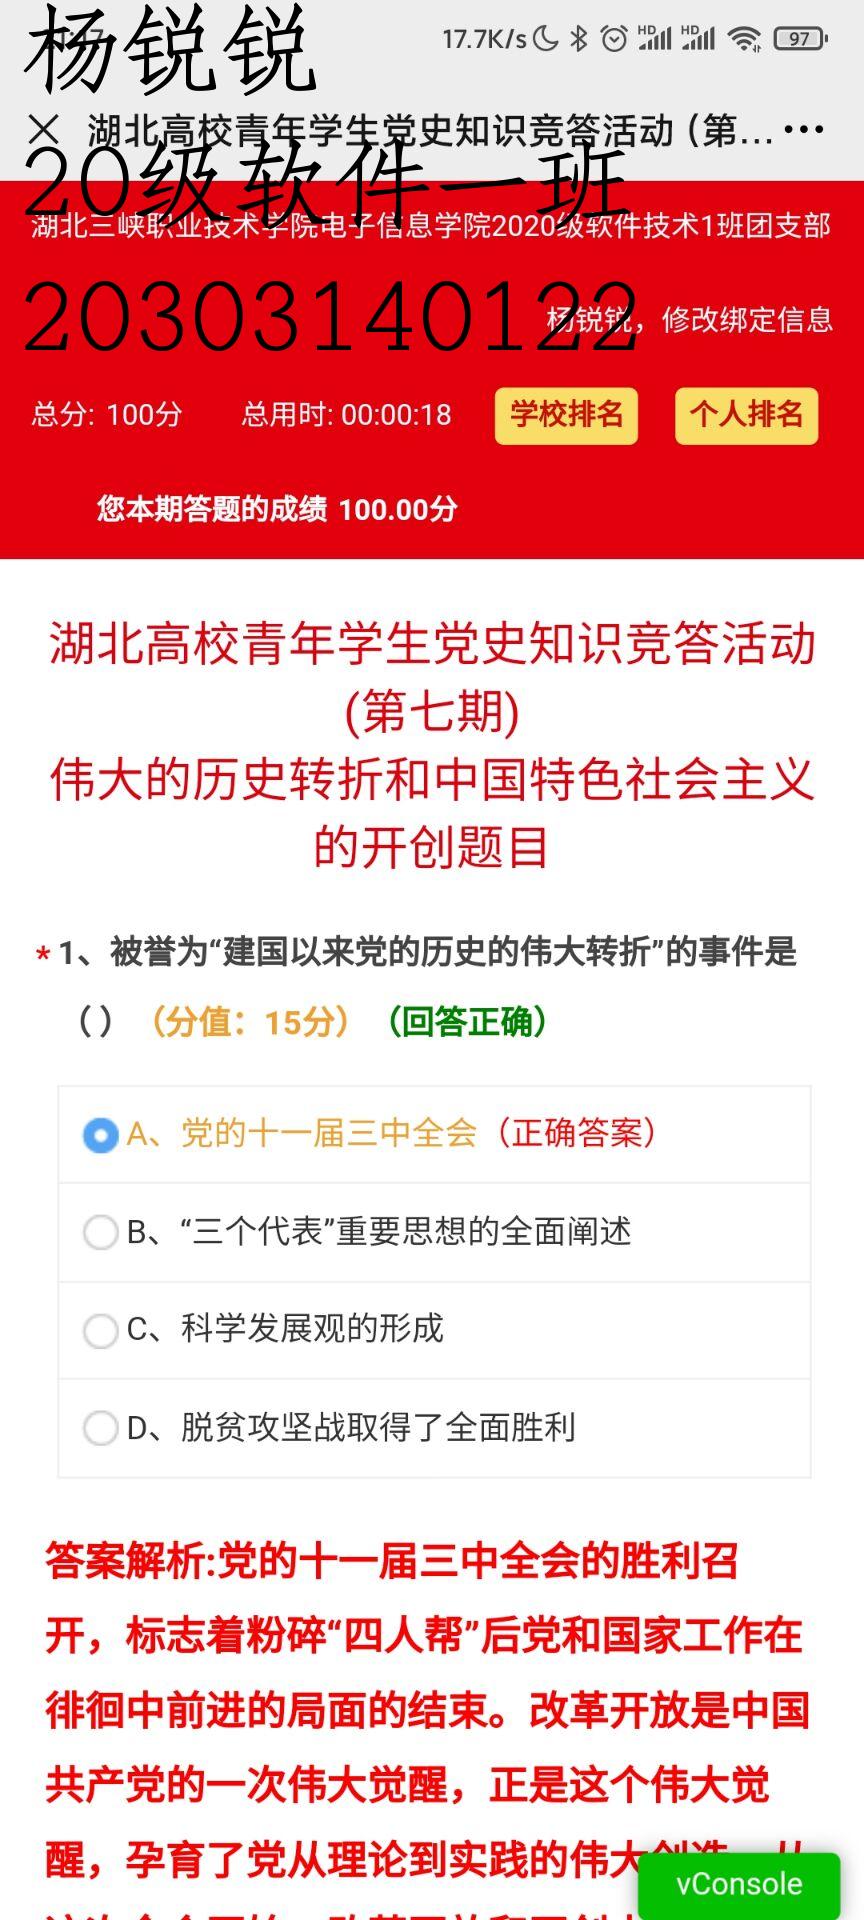 杨锐锐
17.7K/s HD HD 97
湖北高校青年学生党史知识竞答活动 (第...
20级软件一班
湖北三峡职业技术学院电子信息学院2020级软件技术1班团支部
20303140122
杨锐锐，修改绑定信息
总分: 100分 总用时: 00:00:18 学校排名 个人排名
您本期答题的成绩 100.00分
湖北高校青年学生党史知识竞答活动
(第七期)
伟大的历史转折和中国特色社会主义
的开创题目
* 1、被誉为“建国以来党的历史的伟大转折”的事件是
（）（分值：15分）（回答正确）
A、党的十一届三中全会（正确答案）
B、“三个代表”重要思想的全面阐述
C、科学发展观的形成
D、脱贫攻坚战取得了全面胜利
答案解析:党的十一届三中全会的胜利召
开，标志着粉碎“四人帮”后党和国家工作在
徘徊中前进的局面的结束。改革开放是中国
共产党的一次伟大觉醒，正是这个伟大觉
醒，孕育了党从理论到实践的伟大
vConsole